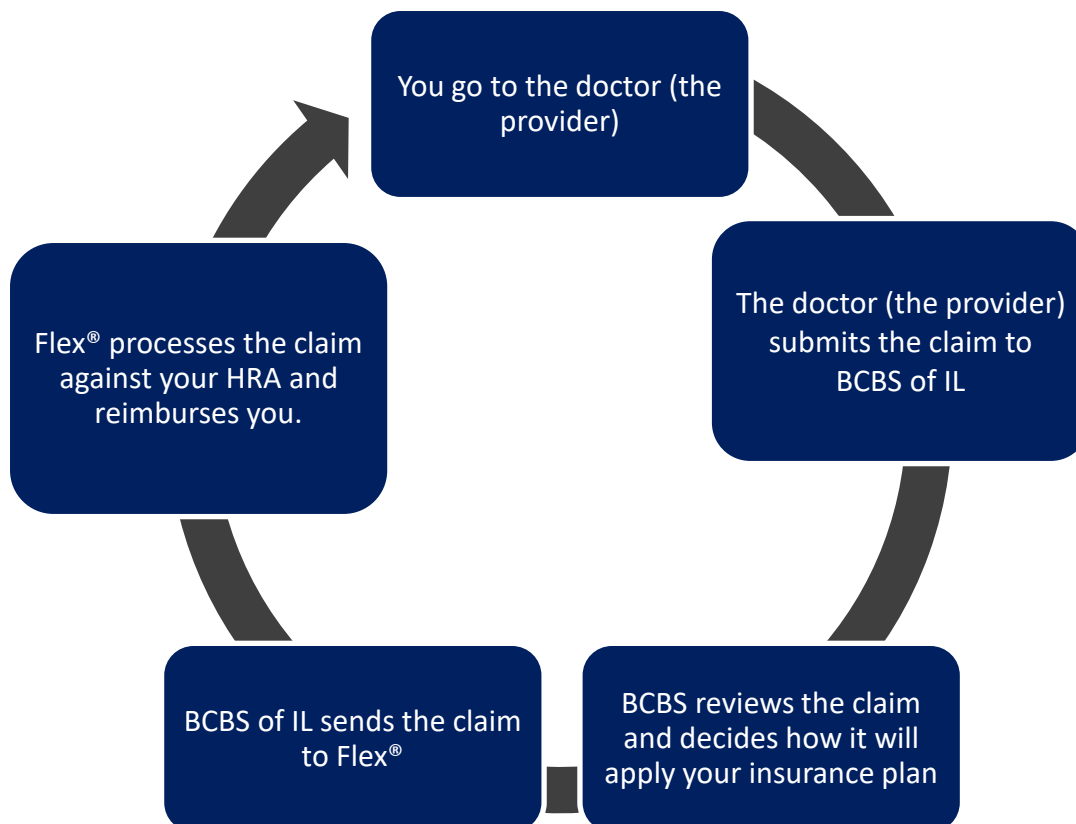 You go to the doctor (the
provider)
The doctor (the provider)
submits the claim to
BCBS of IL
BCBS reviews the claim
and decides how it will
apply your insurance plan
BCBS of IL sends the claim
to Flex®
Flex® processes the claim
against your HRA and
reimburses you.